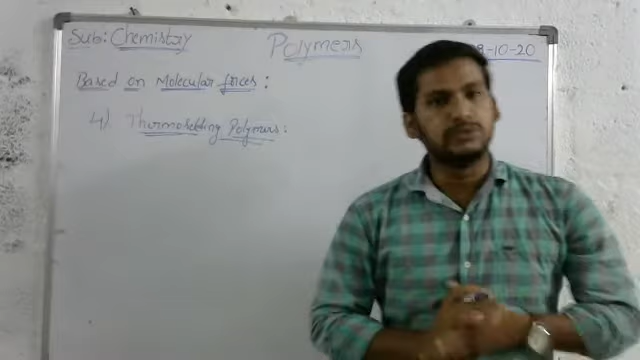 Sub: Chemistry
Polymers
8-10-20
Based on Molecular forces :
4) Thermosetting Polymers :